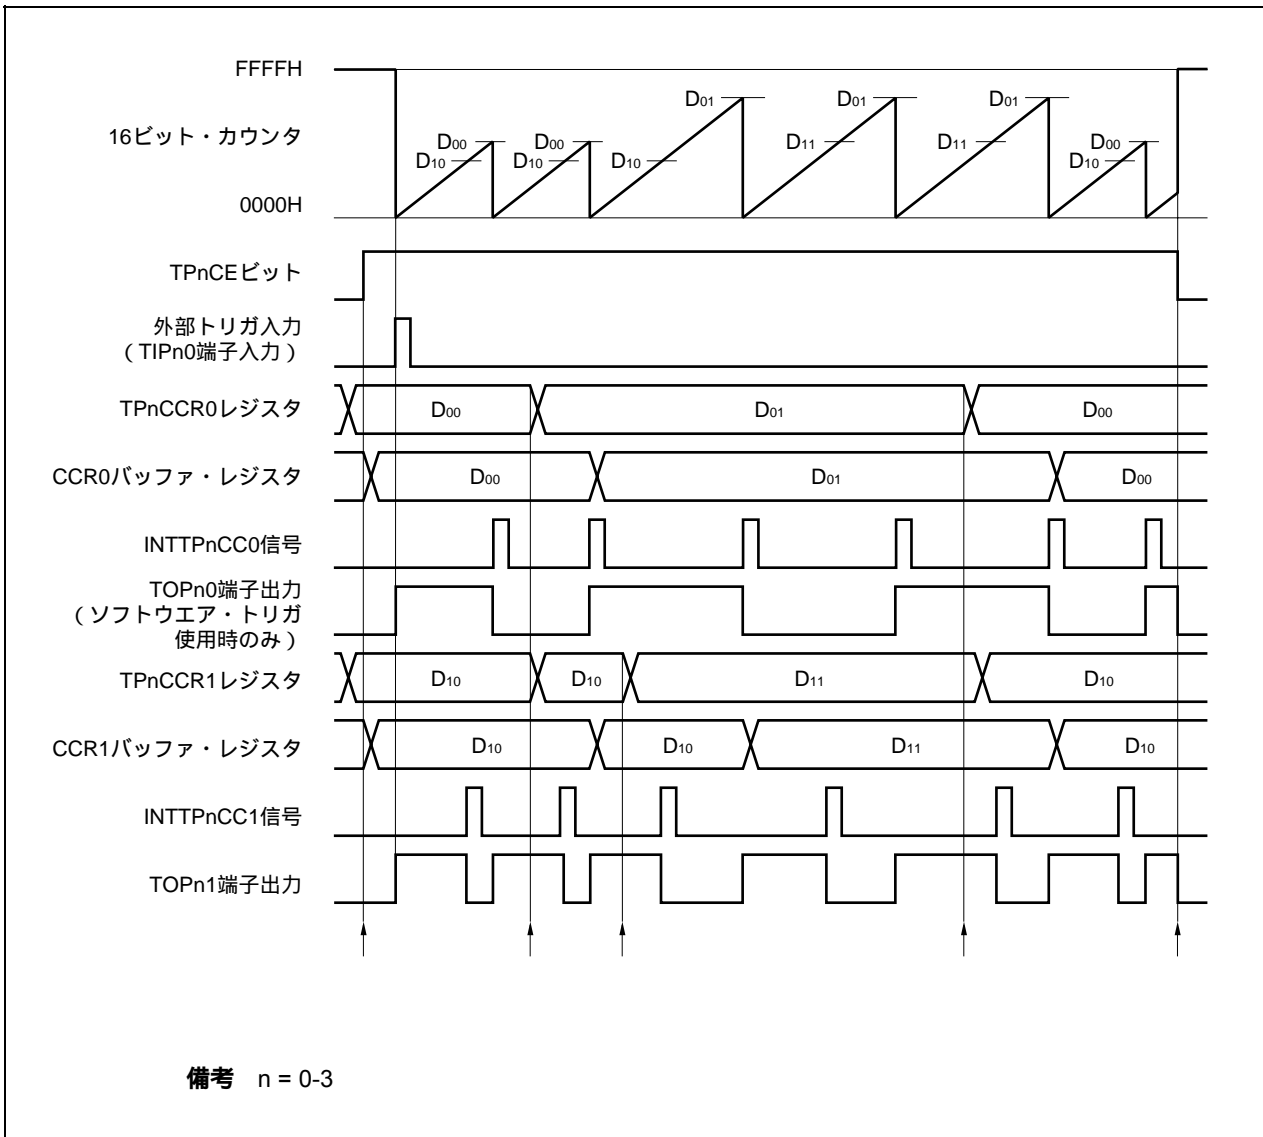 FFFFH
D01 D01 D01
16ビット・カウンタ
D00 D00 D11 D11 D00
D10 D10 D10 D10
0000H
TPnCEビット
外部トリガ入力
(TIPn0端子入力)
TPnCCR0レジスタ D00 D01 D00
CCR0バッファ・レジスタ D00 D01 D00
INTTPnCC0信号
TOPn0端子出力
(ソフトウエア・トリガ
使用時のみ)
TPnCCR1レジスタ D10 D10 D11 D10
CCR1バッファ・レジスタ D10 D10 D11 D10
INTTPnCC1信号
TOPn1端子出力
備考 n = 0-3